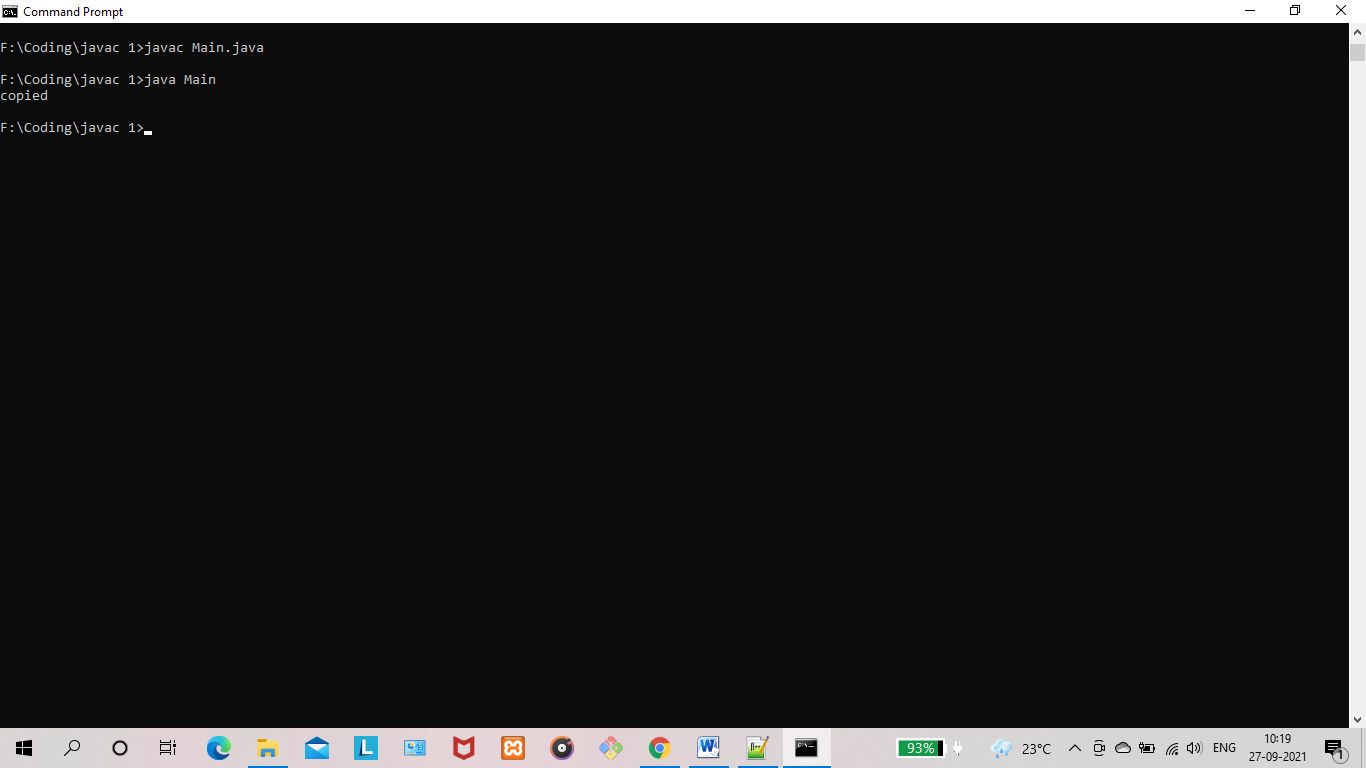 Command Prompt
F:\Coding\javac 1>javac Main.java
F:\Coding\javac 1>java Main
copied
F:\Coding\javac 1>
93%
23°C
ENG
10:19
27-09-2021
1